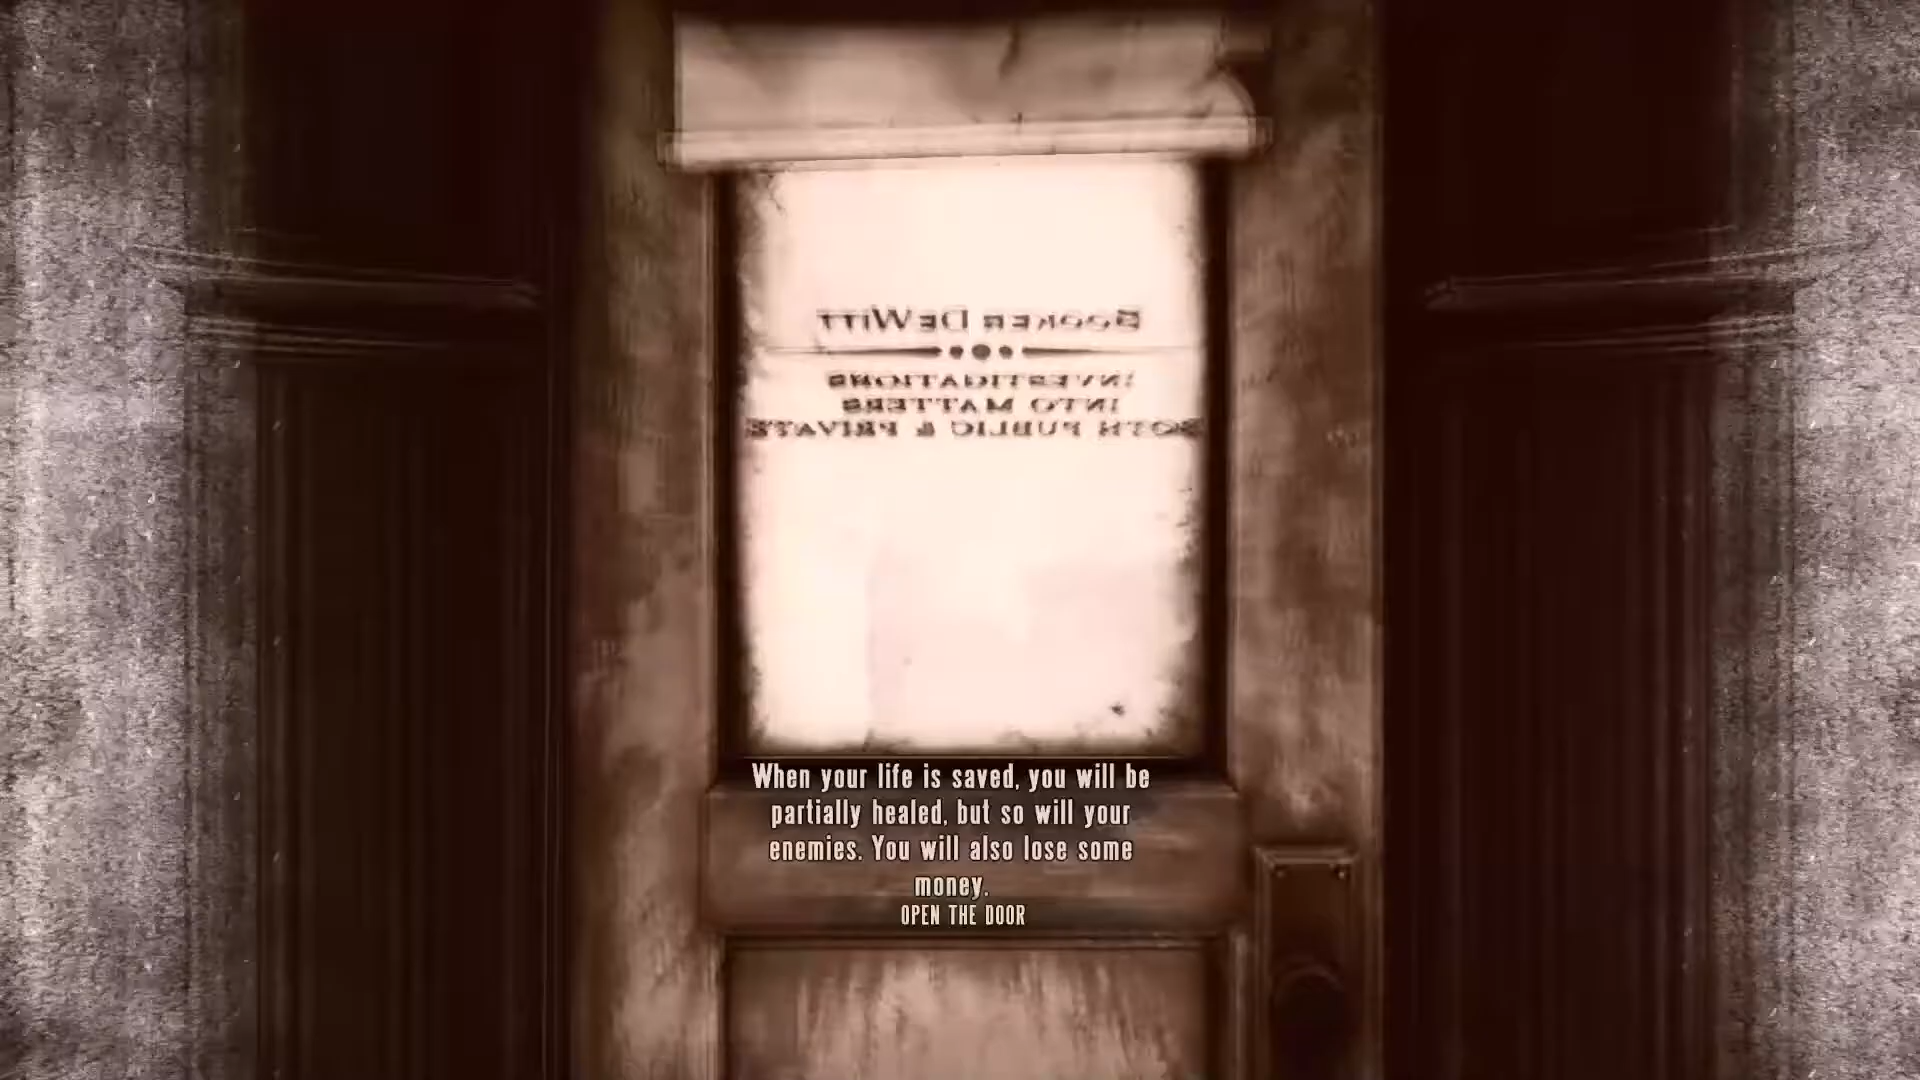 Booker DeWitt
INVESTIGATIONS
INTO MATTERS
BOTH PUBLIC & PRIVATE
When your life is saved, you will be
partially healed, but so will your
enemies. You will also lose some
money.
OPEN THE DOOR